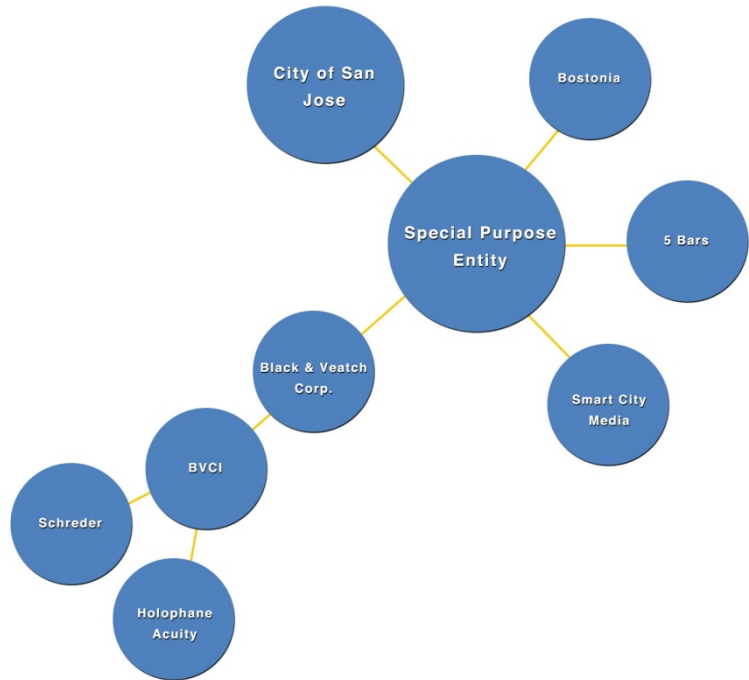 City of San
Jose
Bostonia
Special Purpose
Entity
5 Bars
Black & Veatch
Corp.
Smart City
Media
BVCI
Schreder
Holophane
Acuity